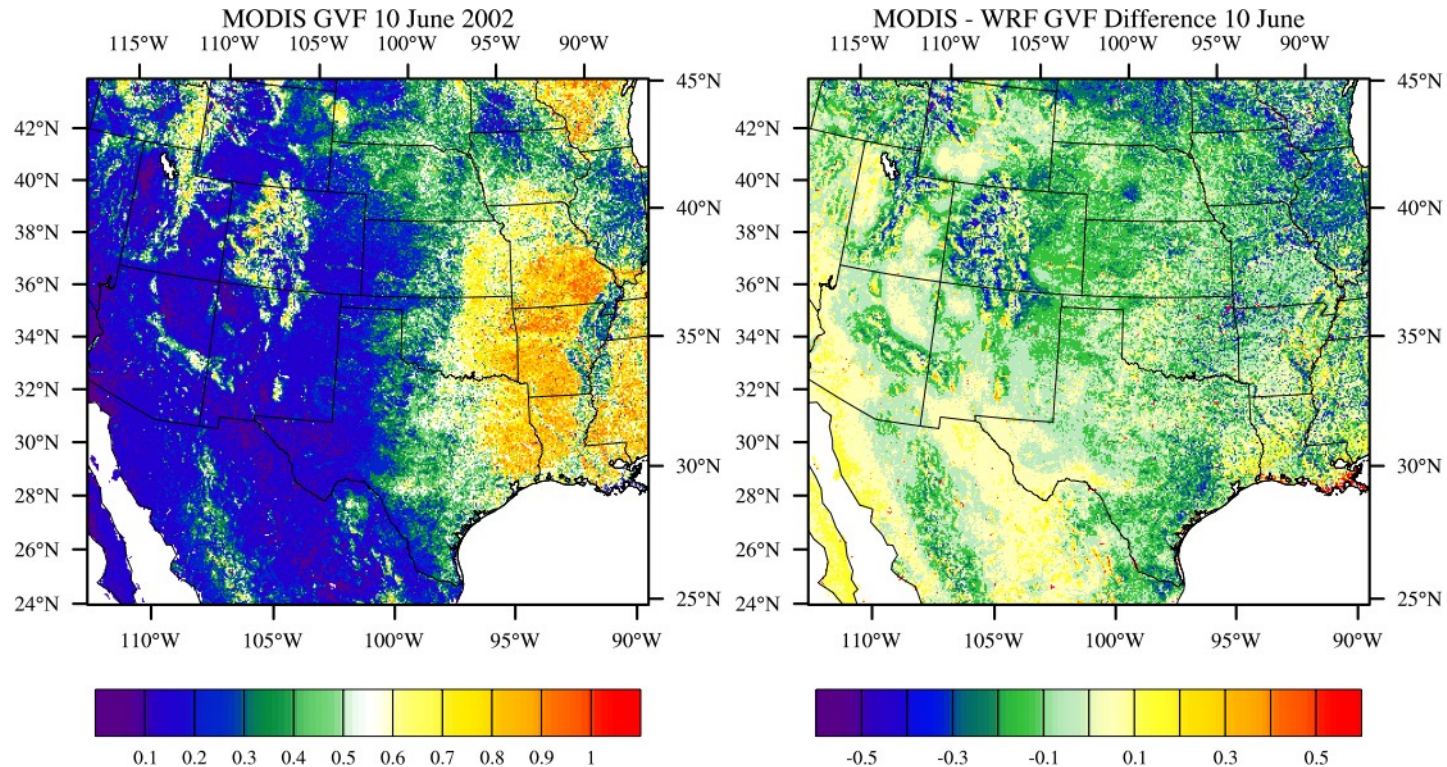 MODIS GVF 10 June 2002
115°W 110°W 105°W 100°W 95°W 90°W
45°N
42°N
40°N
40°N
38°N
36°N
35°N
34°N
32°N
30°N
30°N
28°N
26°N
25°N
24°N
110°W 105°W 100°W 95°W 90°W
0.1 0.2 0.3 0.4 0.5 0.6 0.7 0.8 0.9 1
MODIS - WRF GVF Difference 10 June
115°W 110°W 105°W 100°W 95°W 90°W
45°N
42°N
40°N
40°N
38°N
36°N
35°N
34°N
32°N
30°N
30°N
28°N
26°N
25°N
24°N
110°W 105°W 100°W 95°W 90°W
-0.5 -0.3 -0.1 0.1 0.3 0.5